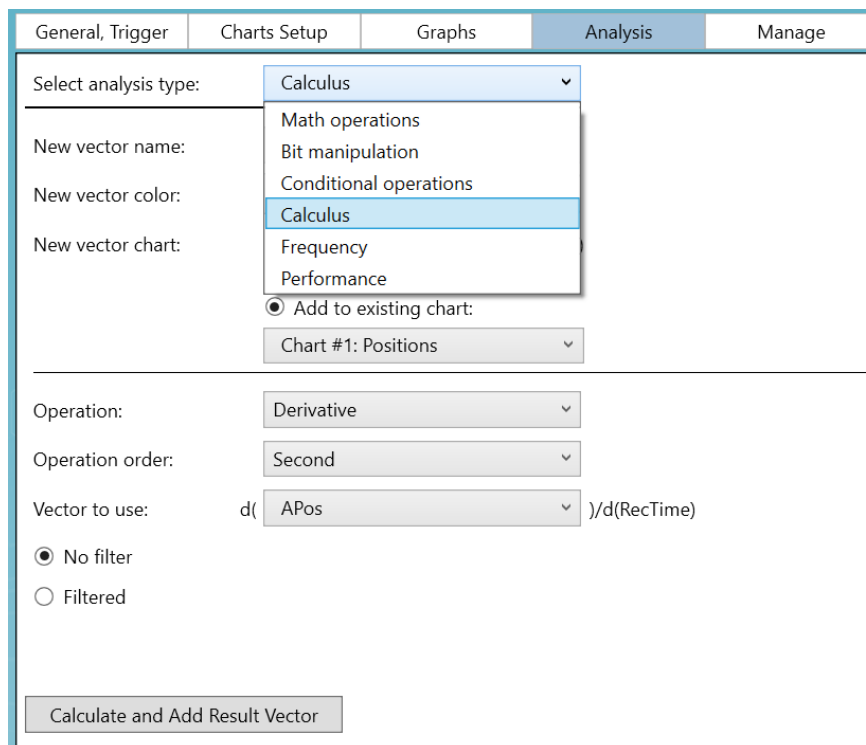 General, Trigger
Charts Setup
Graphs
Analysis
Manage
Select analysis type:
Calculus
Math operations
Bit manipulation
Conditional operations
Calculus
Frequency
Performance
New vector name:
New vector color:
New vector chart:
)
Add to existing chart:
Chart #1: Positions
Operation:
Derivative
Operation order:
Second
Vector to use:
d( APos )/d(RecTime)
No filter
Filtered
Calculate and Add Result Vector